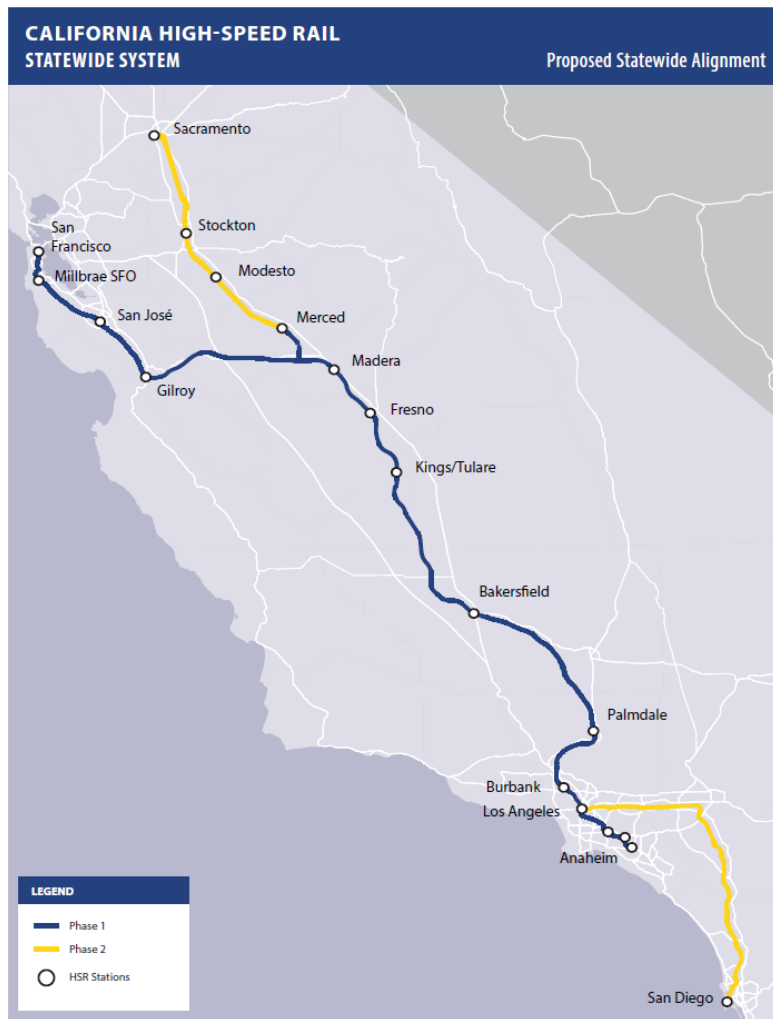 CALIFORNIA HIGH-SPEED RAIL
STATEWIDE SYSTEM
Proposed Statewide Alignment
Sacramento
Stockton
San
Francisco
Modesto
Millbrae SFO
San José
Merced
Madera
Gilroy
Fresno
Kings/Tulare
Bakersfield
Palmdale
Burbank
Los Angeles
Anaheim
San Diego
LEGEND
Phase 1
Phase 2
HSR Stations